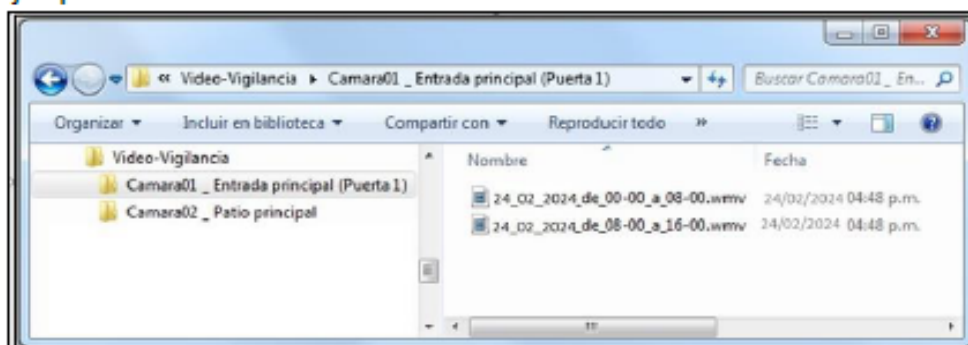 « Video-Vigilancia ▸ Camara01 _ Entrada principal (Puerta 1)
Buscar Camara01 _ En...
Organizar Incluir en biblioteca Compartir con Reproducir todo »
Video-Vigilancia
Camara01 _ Entrada principal (Puerta 1)
Camara02 _ Patio principal
Nombre Fecha
24_02_2024_de_00-00_a_08-00.wmv 24/02/2024 04:48 p.m.
24_02_2024_de_08-00_a_16-00.wmv 24/02/2024 04:48 p.m.